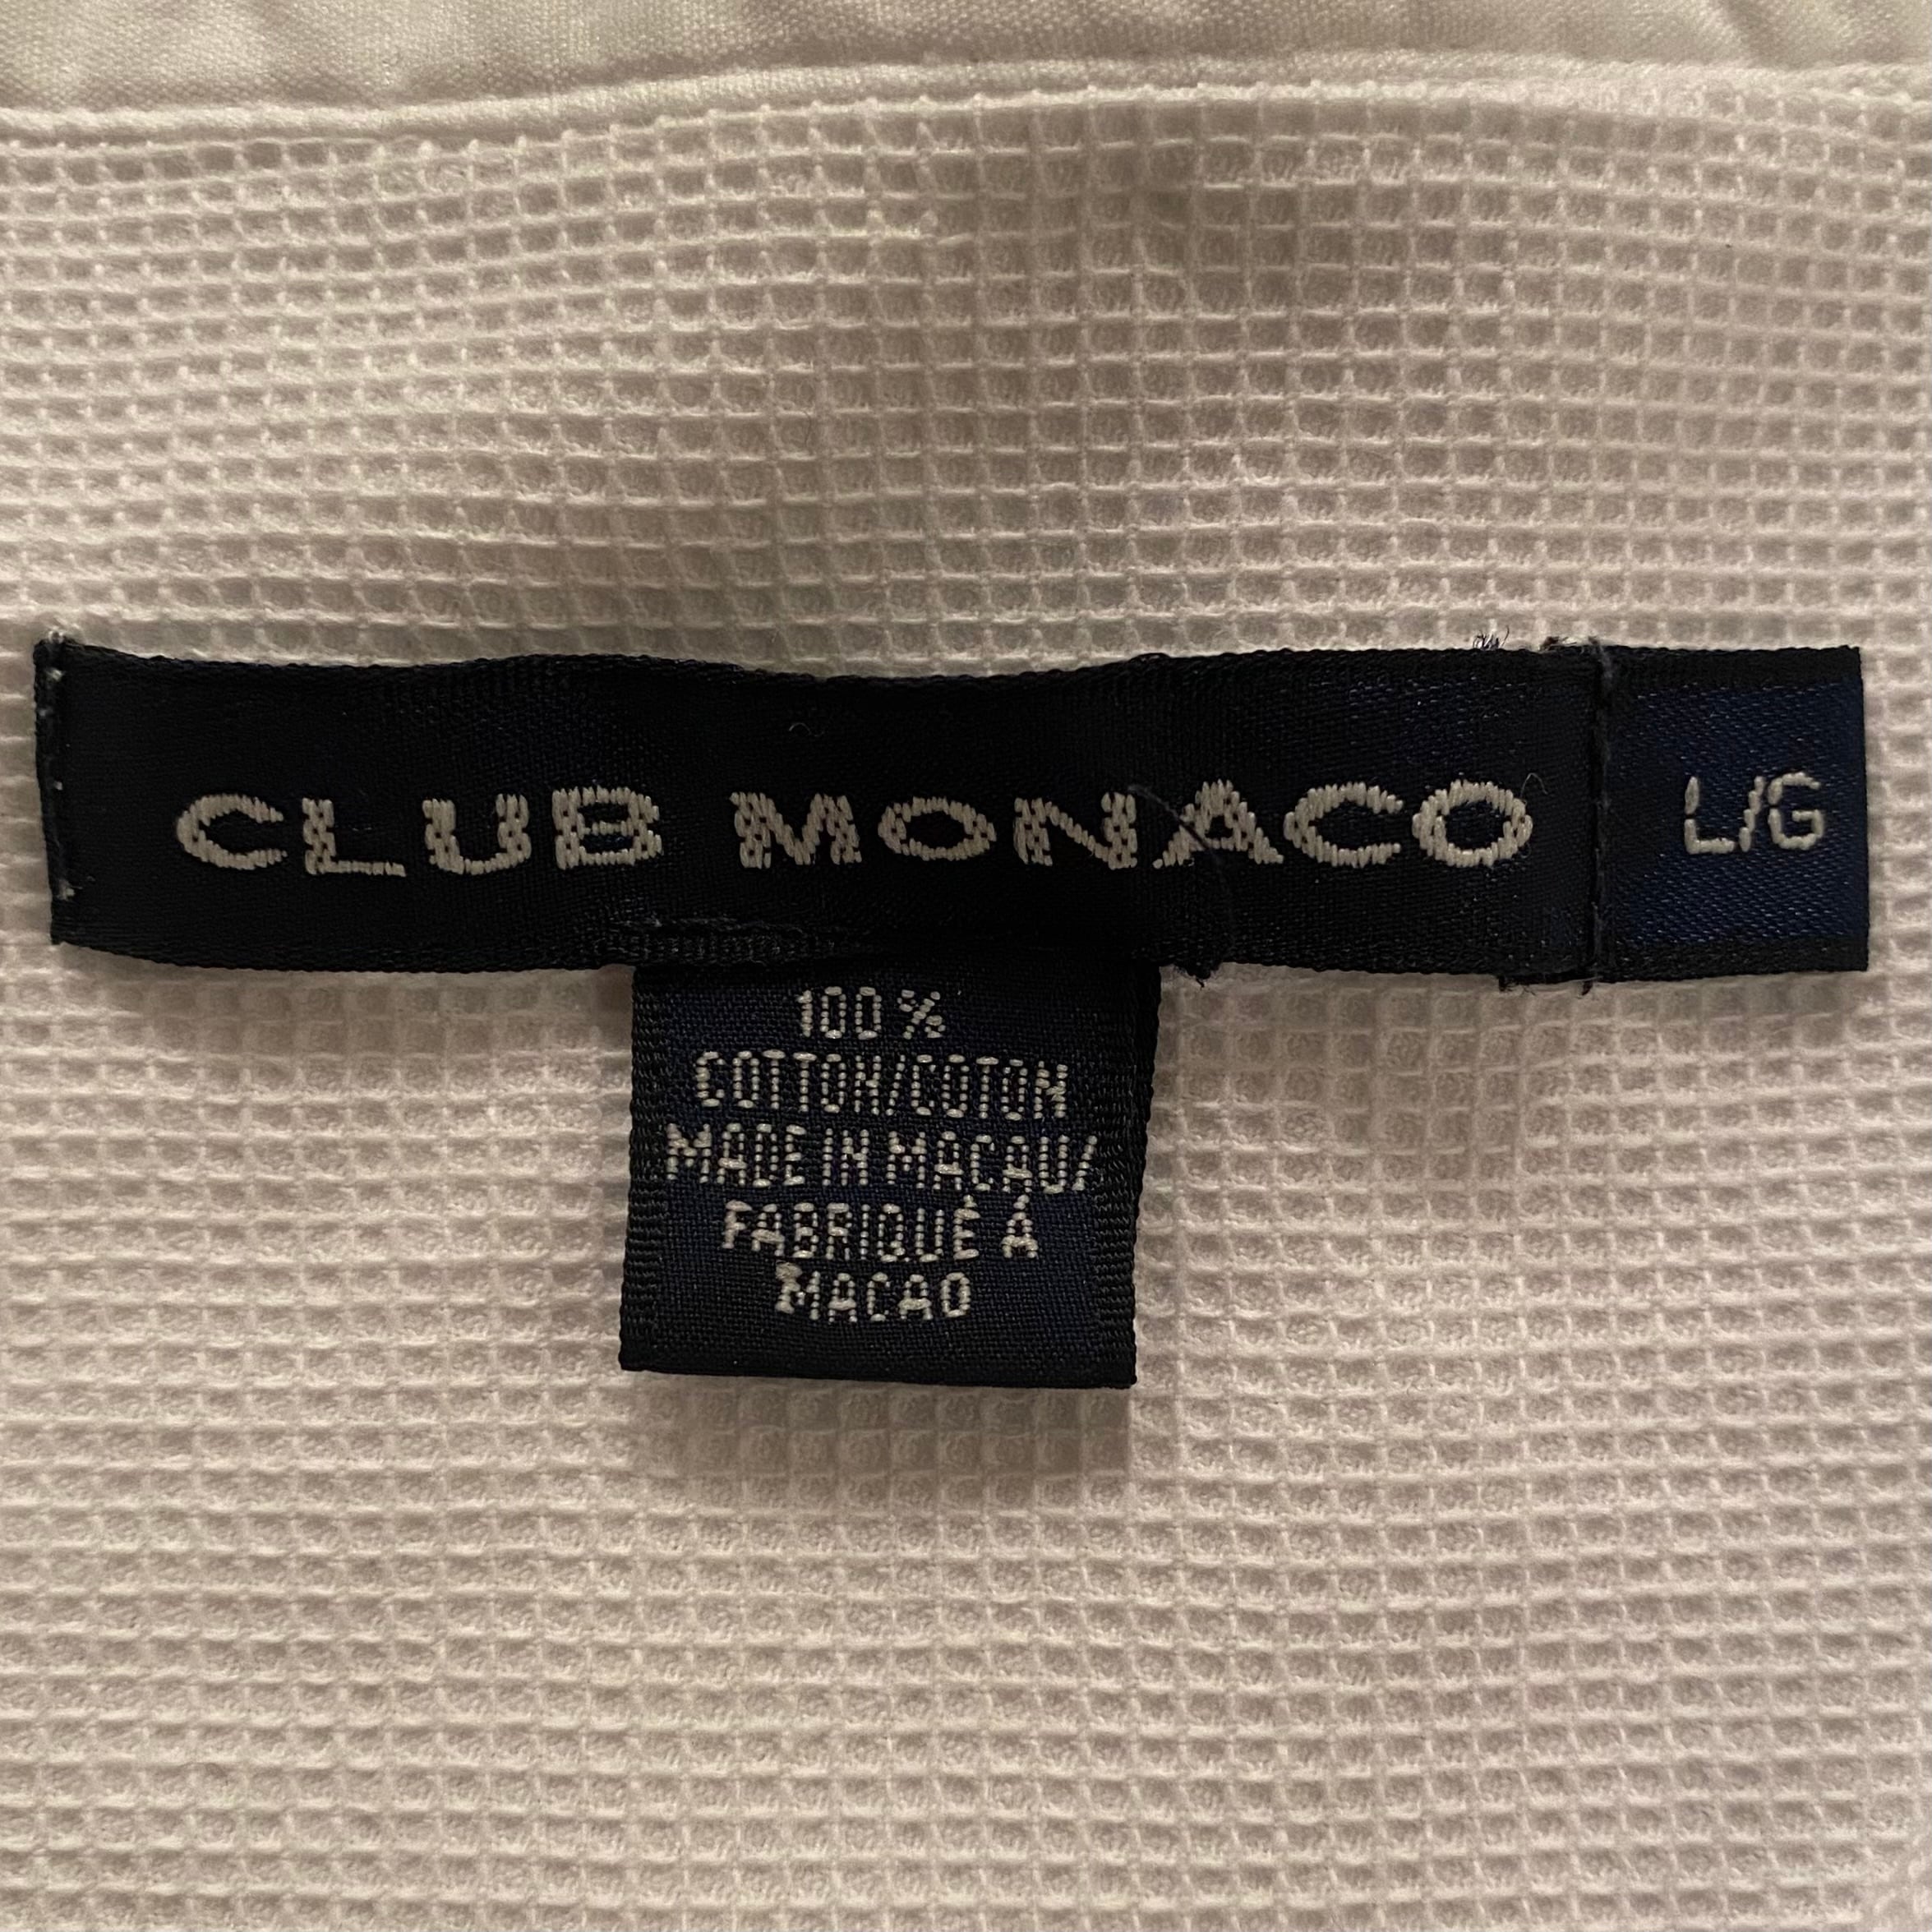 CLUB MONACO L/G
100%
COTTON/COTON
MADE IN MACAU/
FABRIQUÉ À
MACAO